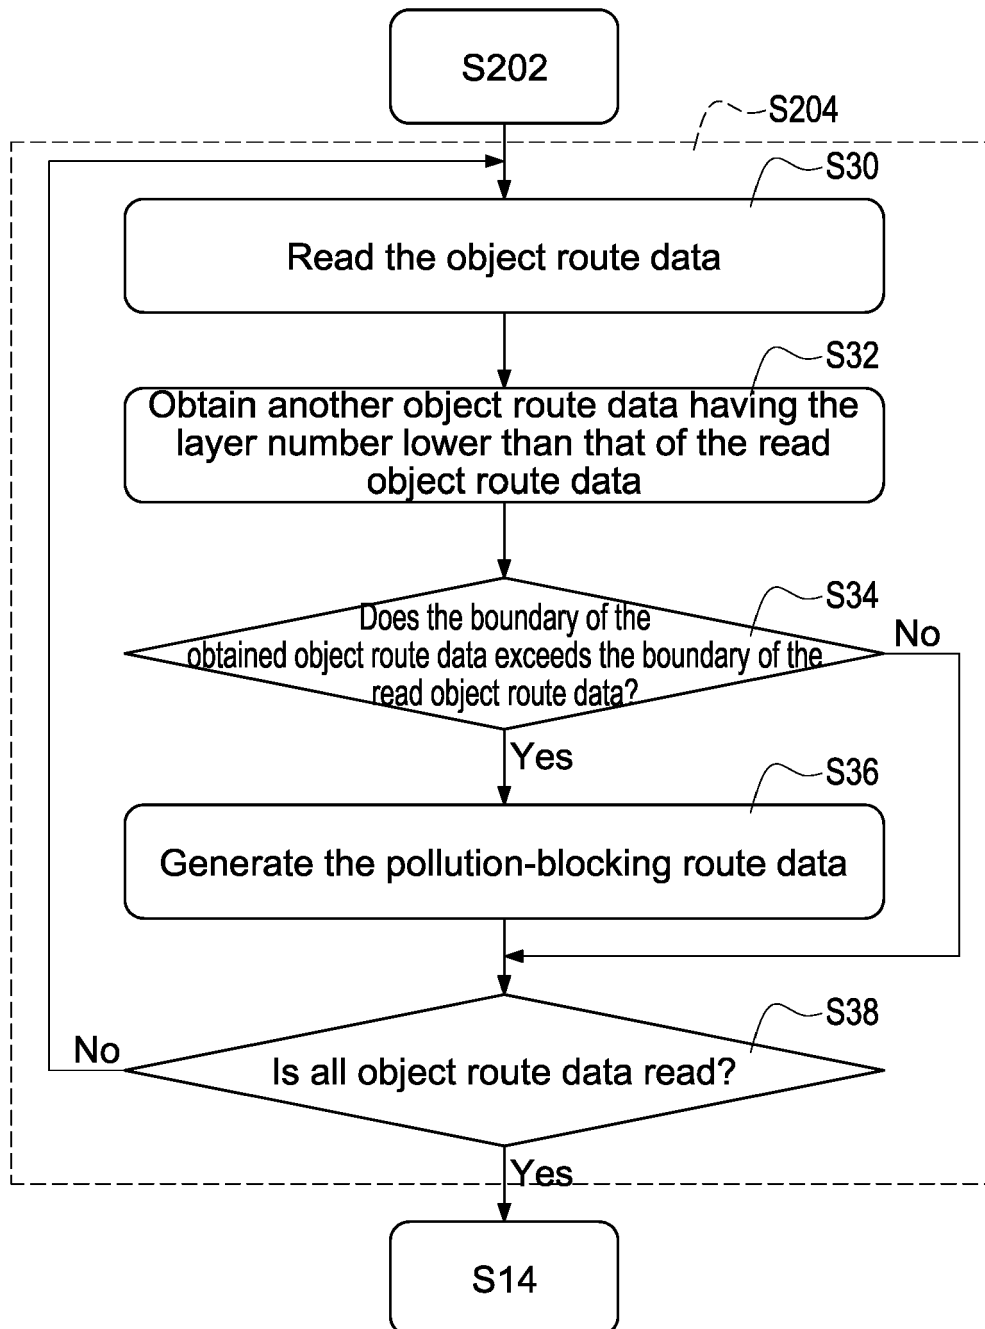 S202
S204
S30
Read the object route data
S32
Obtain another object route data having the
layer number lower than that of the read
object route data
S34
Does the boundary of the
obtained object route data exceeds the boundary of the
read object route data?
No
Yes
S36
Generate the pollution-blocking route data
S38
No
Is all object route data read?
Yes
S14